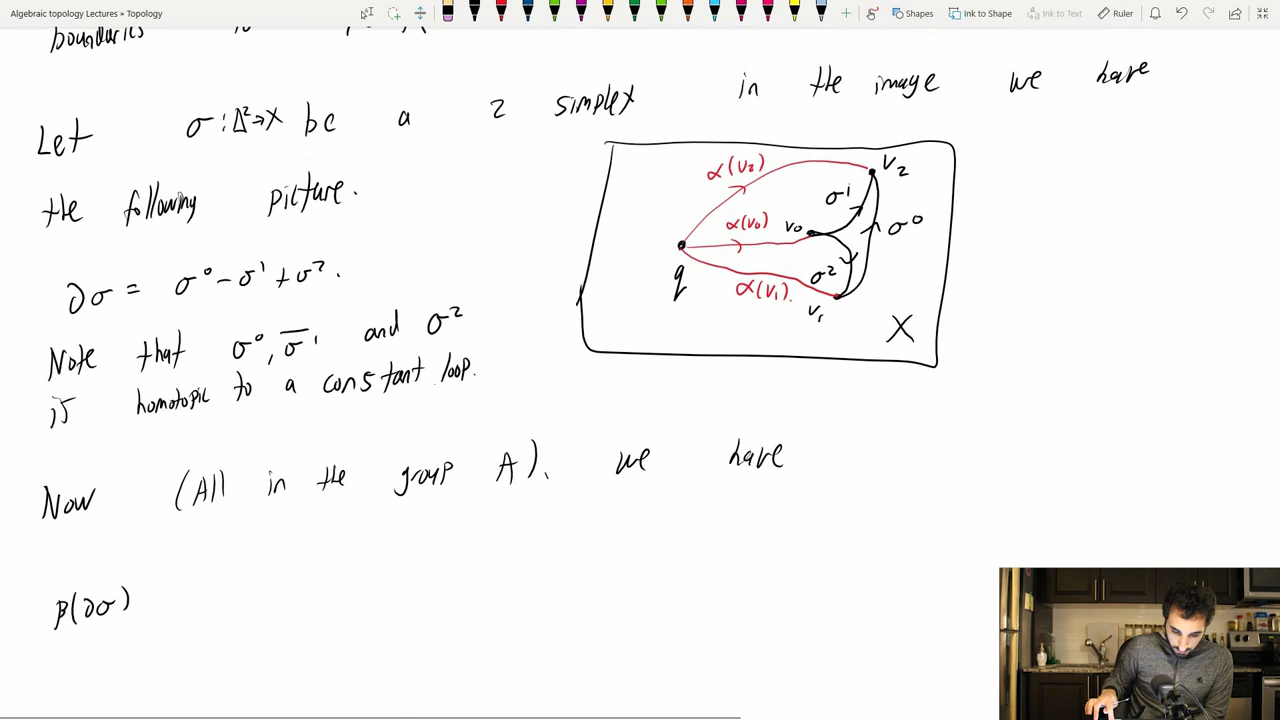 Algebraic topology Lectures » Topology
Shapes
Ink to Shape
Ink to Text
Ruler
boundaries to
Let σ:Δ²→X be a 2 simplex in the image we have
the following picture.
α(v₂) v₂
σ¹
α(v₀) v₀ σ⁰
q σ²
α(v₁).
v₁
X
∂σ = σ⁰ - σ¹ + σ².
Note that σ⁰, σ̅¹ and σ²
is homotopic to a constant loop.
Now (All in the group A), we have
β(∂σ)